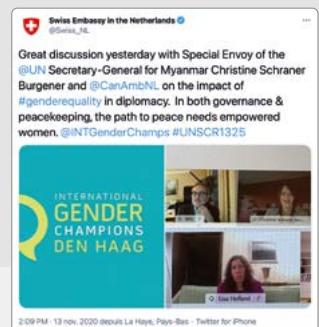 Swiss Embassy in the Netherlands
@Swiss_NL
Great discussion yesterday with Special Envoy of the
@UN Secretary-General for Myanmar Christine Schraner
Burgener and @CanAmbNL on the impact of
#genderequality in diplomacy. In both governance &
peacekeeping, the path to peace needs empowered
women. @INTGenderChamps #UNSCR1325
INTERNATIONAL
GENDER
CHAMPIONS
DEN HAAG
Lisa Helfand
2:09 PM · 13 nov. 2020 depuis La Haye, Pays-Bas · Twitter for iPhone